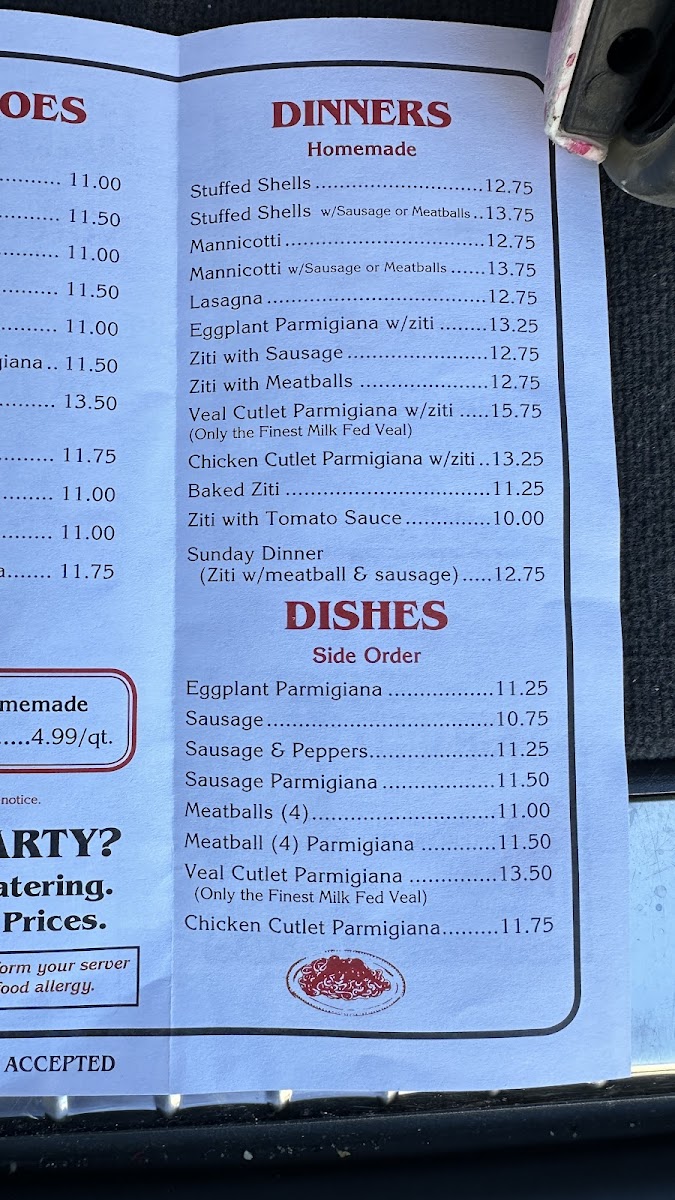 OES
.......... 11.00
.......... 11.50
.......... 11.00
.......... 11.50
.......... 11.00
giana.. 11.50
......... 13.50
......... 11.75
......... 11.00
......... 11.00
a....... 11.75
memade
.....4.99/qt.
notice.
ARTY?
atering.
Prices.
orm your server
food allergy.
ACCEPTED
DINNERS
Homemade
Stuffed Shells ..........................12.75
Stuffed Shells w/Sausage or Meatballs..13.75
Mannicotti................................12.75
Mannicotti w/Sausage or Meatballs ......13.75
Lasagna...................................12.75
Eggplant Parmigiana w/ziti ........13.25
Ziti with Sausage......................12.75
Ziti with Meatballs ....................12.75
Veal Cutlet Parmigiana w/ziti .....15.75
(Only the Finest Milk Fed Veal)
Chicken Cutlet Parmigiana w/ziti..13.25
Baked Ziti ................................11.25
Ziti with Tomato Sauce..............10.00
Sunday Dinner
(Ziti w/meatball & sausage).....12.75
DISHES
Side Order
Eggplant Parmigiana .................11.25
Sausage....................................10.75
Sausage & Peppers....................11.25
Sausage Parmigiana ..................11.50
Meatballs (4).............................11.00
Meatball (4) Parmigiana ............11.50
Veal Cutlet Parmigiana ..............13.50
(Only the Finest Milk Fed Veal)
Chicken Cutlet Parmigiana.........11.75